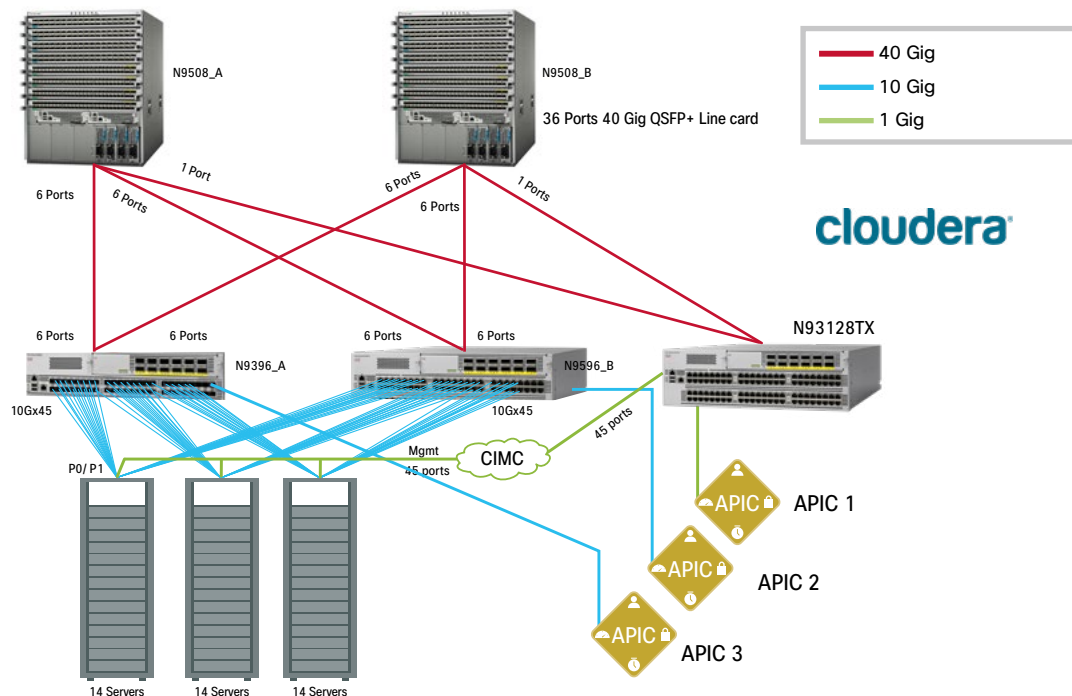 N9508_A
N9508_B
36 Ports 40 Gig QSFP+ Line card
40 Gig
10 Gig
1 Gig
cloudera
6 Ports
6 Ports
1 Port
6 Ports
6 Ports
1 Ports
N93128TX
6 Ports
6 Ports
N9396_A
6 Ports
6 Ports
N9596_B
10Gx45
10Gx45
45 ports
P0/ P1
Mgmt
45 ports
CIMC
APIC
APIC 1
APIC
APIC 2
APIC
APIC 3
14 Servers
14 Servers
14 Servers